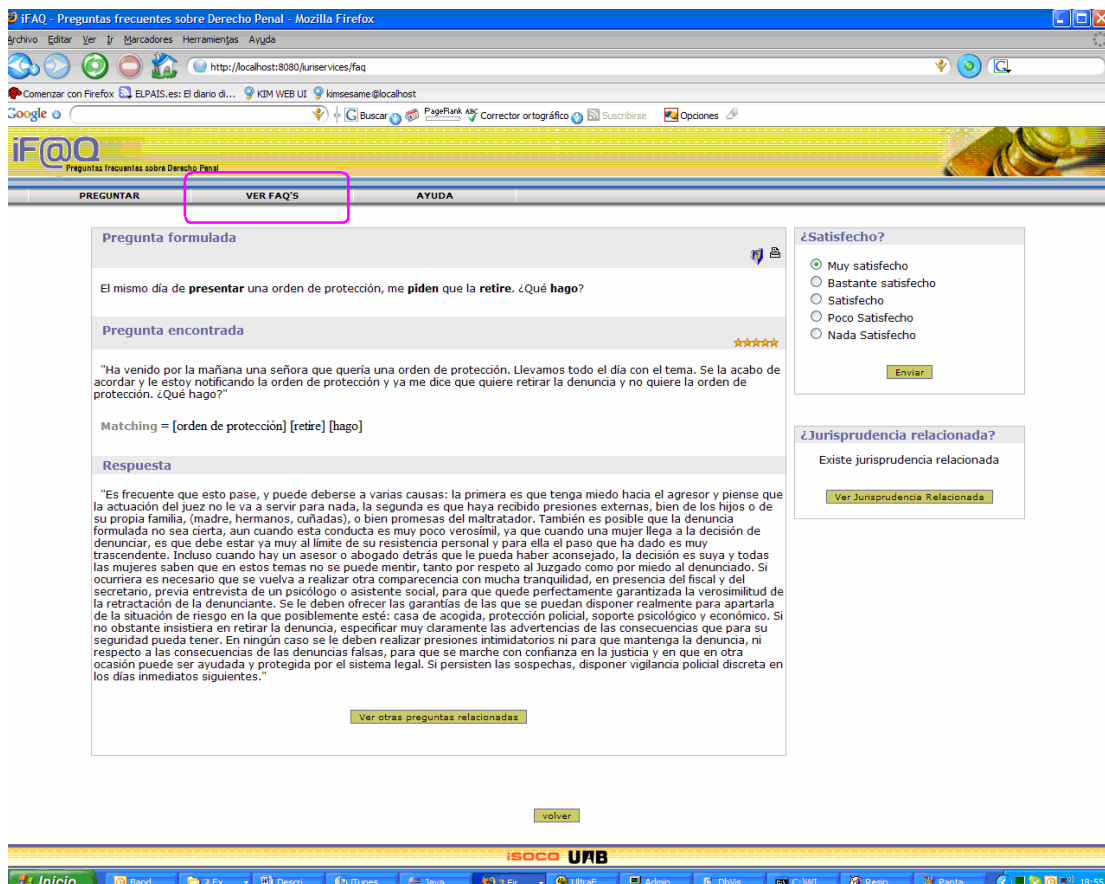 iFAQ - Preguntas frecuentes sobre Derecho Penal - Mozilla Firefox
Archivo Editar Ver Ir Marcadores Herramientas Ayuda
http://localhost:8080/iuriservices/faq
Comenzar con Firefox ELPAIS.es: El diario di... KIM WEB UI kimsesame@localhost
Google Buscar PageRank ABC Corrector ortográfico Suscribirse Opciones
iF@Q
Preguntas frecuentes sobre Derecho Penal
PREGUNTAR VER FAQ'S AYUDA
Pregunta formulada
El mismo día de presentar una orden de protección, me piden que la retire. ¿Qué hago?
Pregunta encontrada
"Ha venido por la mañana una señora que quería una orden de protección. Llevamos todo el día con el tema. Se la acabo de
acordar y le estoy notificando la orden de protección y ya me dice que quiere retirar la denuncia y no quiere la orden de
protección. ¿Qué hago?"
Matching = [orden de protección] [retire] [hago]
Respuesta
"Es frecuente que esto pase, y puede deberse a varias causas: la primera es que tenga miedo hacia el agresor y piense que
la actuación del juez no le va a servir para nada, la segunda es que haya recibido presiones externas, bien de los hijos o de
su propia familia, (madre, hermanos, cuñadas), o bien promesas del maltratador. También es posible que la denuncia
formulada no sea cierta, aun cuando esta conducta es muy poco verosímil, ya que cuando una mujer llega a la decisión de
denunciar, es que debe estar ya muy al límite de su resistencia personal y para ella el paso que ha dado es muy
trascendente. Incluso cuando hay un asesor o abogado detrás que le pueda haber aconsejado, la decisión es suya y todas
las mujeres saben que en estos temas no se puede mentir, tanto por respeto al Juzgado como por miedo al denunciado. Si
ocurriera es necesario que se vuelva a realizar otra comparecencia con mucha tranquilidad, en presencia del fiscal y del
secretario, previa entrevista de un psicólogo o asistente social, para que quede perfectamente garantizada la verosimilitud de
la retractación de la denunciante. Se le deben ofrecer las garantías de las que se puedan disponer realmente para apartarla
de la situación de riesgo en la que posiblemente esté: casa de acogida, protección policial, soporte psicológico y económico. Si
no obstante insistiera en retirar la denuncia, especificar muy claramente las advertencias de las consecuencias que para su
seguridad pueda tener. En ningún caso se le deben realizar presiones intimidatorios ni para que mantenga la denuncia, ni
respecto a las consecuencias de las denuncias falsas, para que se marche con confianza en la justicia y en que en otra
ocasión puede ser ayudada y protegida por el sistema legal. Si persisten las sospechas, disponer vigilancia policial discreta en
los días inmediatos siguientes."
Ver otras preguntas relacionadas
¿Satisfecho?
Muy satisfecho
Bastante satisfecho
Satisfecho
Poco Satisfecho
Nada Satisfecho
Enviar
¿Jurisprudencia relacionada?
Existe jurisprudencia relacionada
Ver Jurisprudencia Relacionada
volver
isoco UAB
Inicio Band... 2 Ex... Descri... iTunes Java... 3 Fir... UltraE... Admin... DbVis... C:\WI... Resin Panta... 18:55